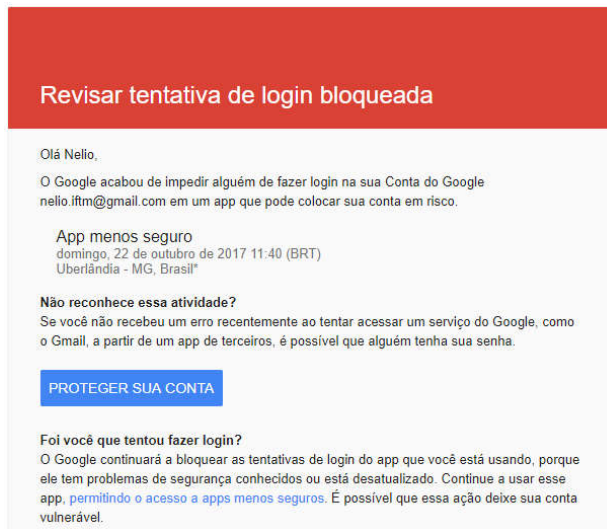 Revisar tentativa de login bloqueada
Olá Nelio,
O Google acabou de impedir alguém de fazer login na sua Conta do Google
nelio.iftm@gmail.com em um app que pode colocar sua conta em risco.
App menos seguro
domingo, 22 de outubro de 2017 11:40 (BRT)
Uberlândia - MG, Brasil*
Não reconhece essa atividade?
Se você não recebeu um erro recentemente ao tentar acessar um serviço do Google, como
o Gmail, a partir de um app de terceiros, é possível que alguém tenha sua senha.
PROTEGER SUA CONTA
Foi você que tentou fazer login?
O Google continuará a bloquear as tentativas de login do app que você está usando, porque
ele tem problemas de segurança conhecidos ou está desatualizado. Continue a usar esse
app, permitindo o acesso a apps menos seguros. É possível que essa ação deixe sua conta
vulnerável.